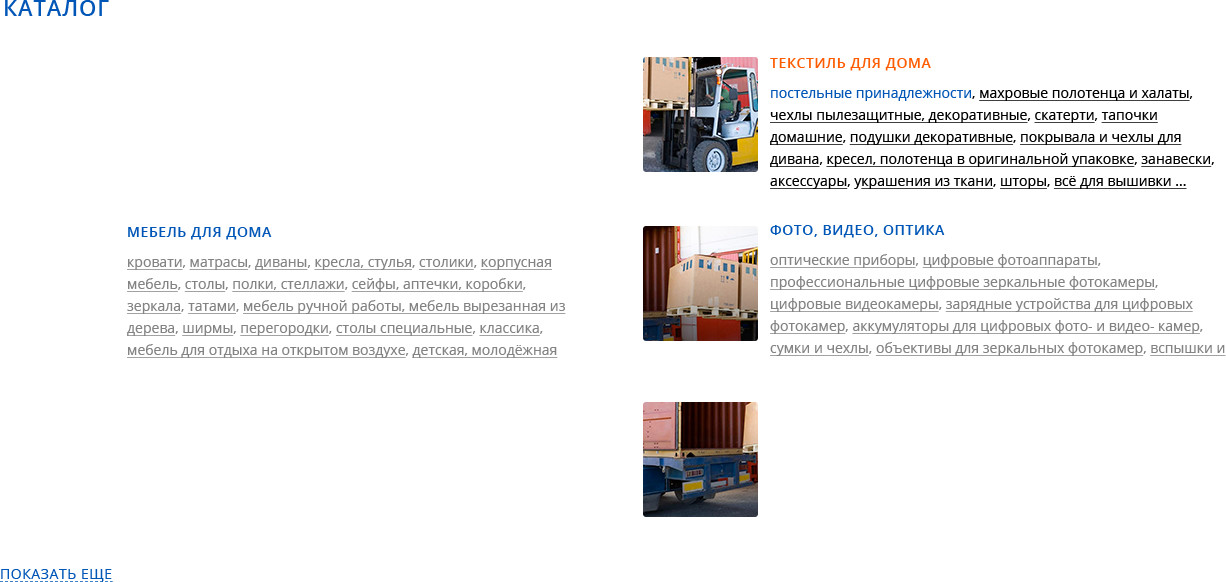 КАТАЛОГ
ТЕКСТИЛЬ ДЛЯ ДОМА
постельные принадлежности, махровые полотенца и халаты,
чехлы пылезащитные, декоративные, скатерти, тапочки
домашние, подушки декоративные, покрывала и чехлы для
дивана, кресел, полотенца в оригинальной упаковке, занавески,
аксессуары, украшения из ткани, шторы, всё для вышивки ...
МЕБЕЛЬ ДЛЯ ДОМА
кровати, матрасы, диваны, кресла, стулья, столики, корпусная
мебель, столы, полки, стеллажи, сейфы, аптечки, коробки,
зеркала, татами, мебель ручной работы, мебель вырезанная из
дерева, ширмы, перегородки, столы специальные, классика,
мебель для отдыха на открытом воздухе, детская, молодёжная
ФОТО, ВИДЕО, ОПТИКА
оптические приборы, цифровые фотоаппараты,
профессиональные цифровые зеркальные фотокамеры,
цифровые видеокамеры, зарядные устройства для цифровых
фотокамер, аккумуляторы для цифровых фото- и видео- камер,
сумки и чехлы, объективы для зеркальных фотокамер, вспышки и
ПОКАЗАТЬ ЕЩЕ